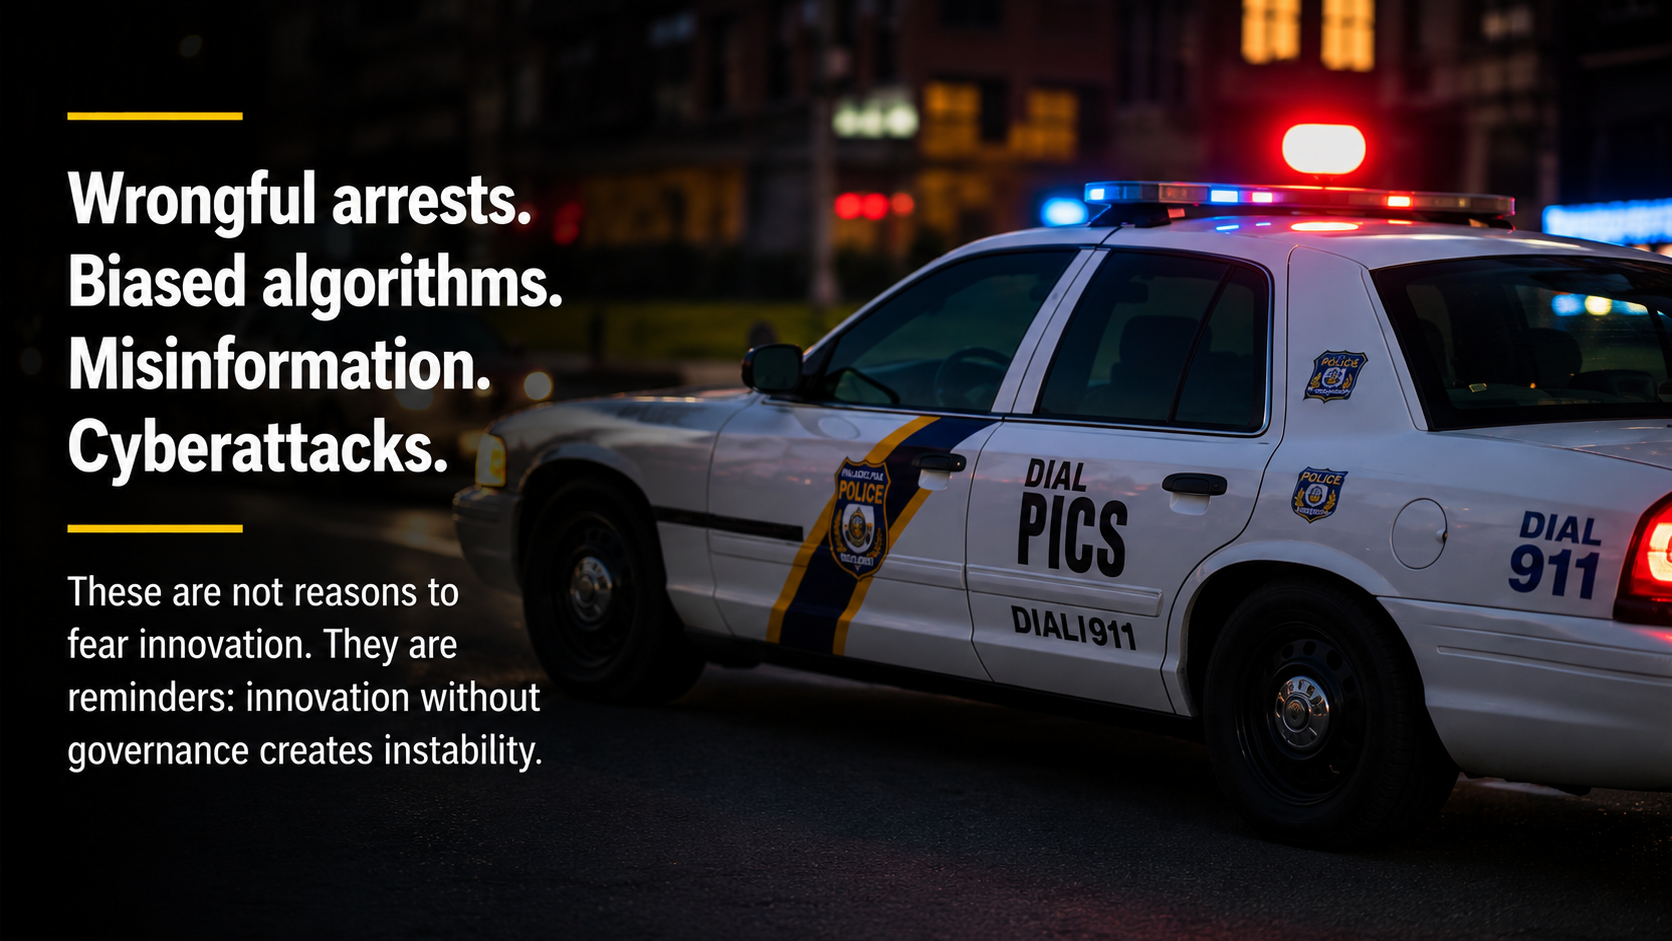 Wrongful arrests.
Biased algorithms.
Misinformation.
Cyberattacks.
These are not reasons to
fear innovation. They are
reminders: innovation without
governance creates instability.
POLICE
POLICE
POLICE
DIAL
PICS
DIALI911
DIAL
911